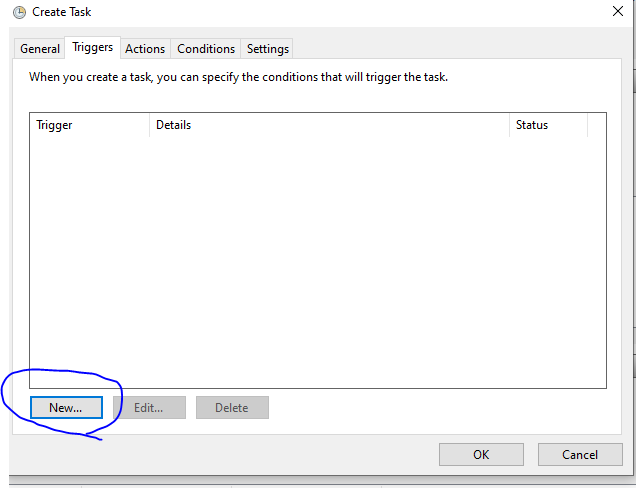 Create Task
General Triggers Actions Conditions Settings
When you create a task, you can specify the conditions that will trigger the task.
Trigger Details Status
New... Edit... Delete
OK Cancel